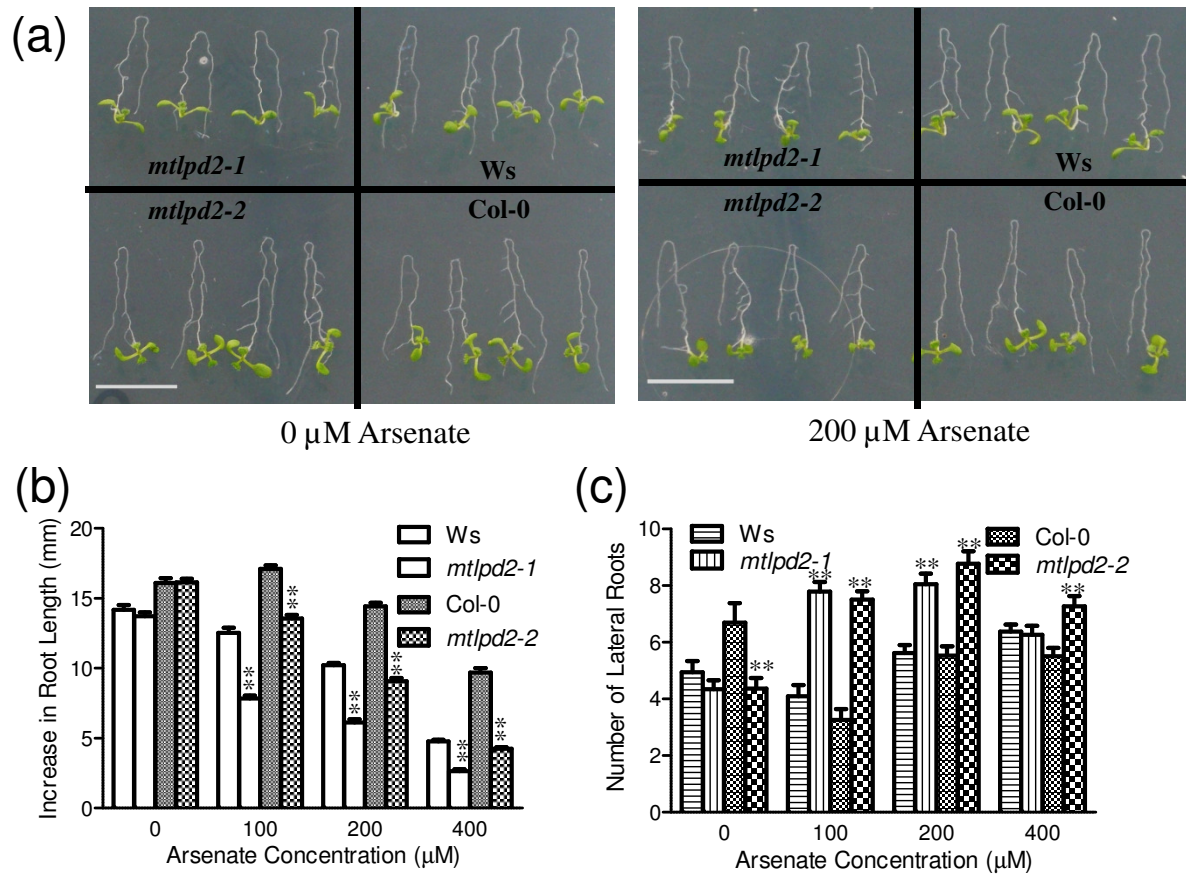 (a)
mtlpd2-1
Ws
mtlpd2-2
Col-0
mtlpd2-1
Ws
mtlpd2-2
Col-0
0 µM Arsenate
200 µM Arsenate
(b)
Increase in Root Length (mm)
20
15
10
5
0
Ws
mtlpd2-1
Col-0
mtlpd2-2
**
**
**
**
**
**
0
100
200
400
Arsenate Concentration (µM)
(c)
Number of Lateral Roots
10
8
6
4
2
0
Ws
mtlpd2-1
Col-0
mtlpd2-2
**
**
**
**
**
**
0
100
200
400
Arsenate Concentration (µM)